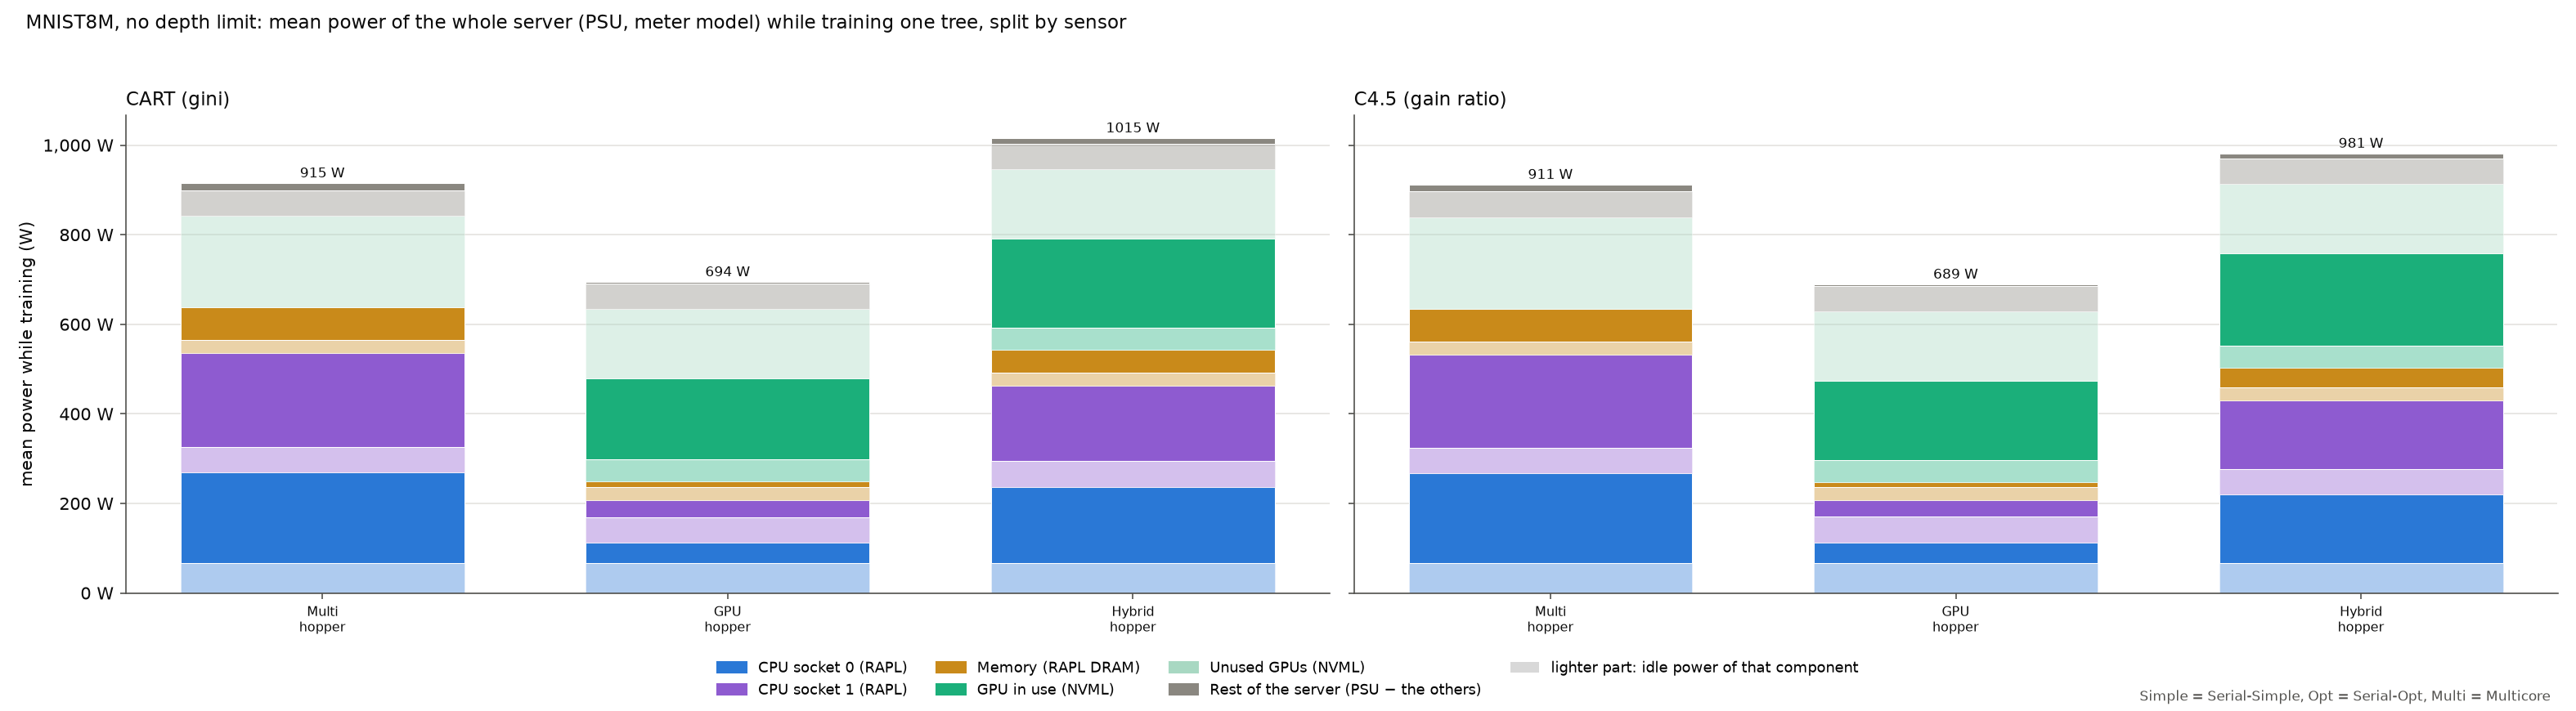 MNIST8M, no depth limit: mean power of the whole server (PSU, meter model) while training one tree, split by sensor
CART (gini)
C4.5 (gain ratio)
mean power while training (W)
1,000 W
800 W
600 W
400 W
200 W
0 W
915 W
694 W
1015 W
911 W
689 W
981 W
Multi
hopper
GPU
hopper
Hybrid
hopper
Multi
hopper
GPU
hopper
Hybrid
hopper
CPU socket 0 (RAPL)
CPU socket 1 (RAPL)
Memory (RAPL DRAM)
GPU in use (NVML)
Unused GPUs (NVML)
Rest of the server (PSU − the others)
lighter part: idle power of that component
Simple = Serial-Simple, Opt = Serial-Opt, Multi = Multicore